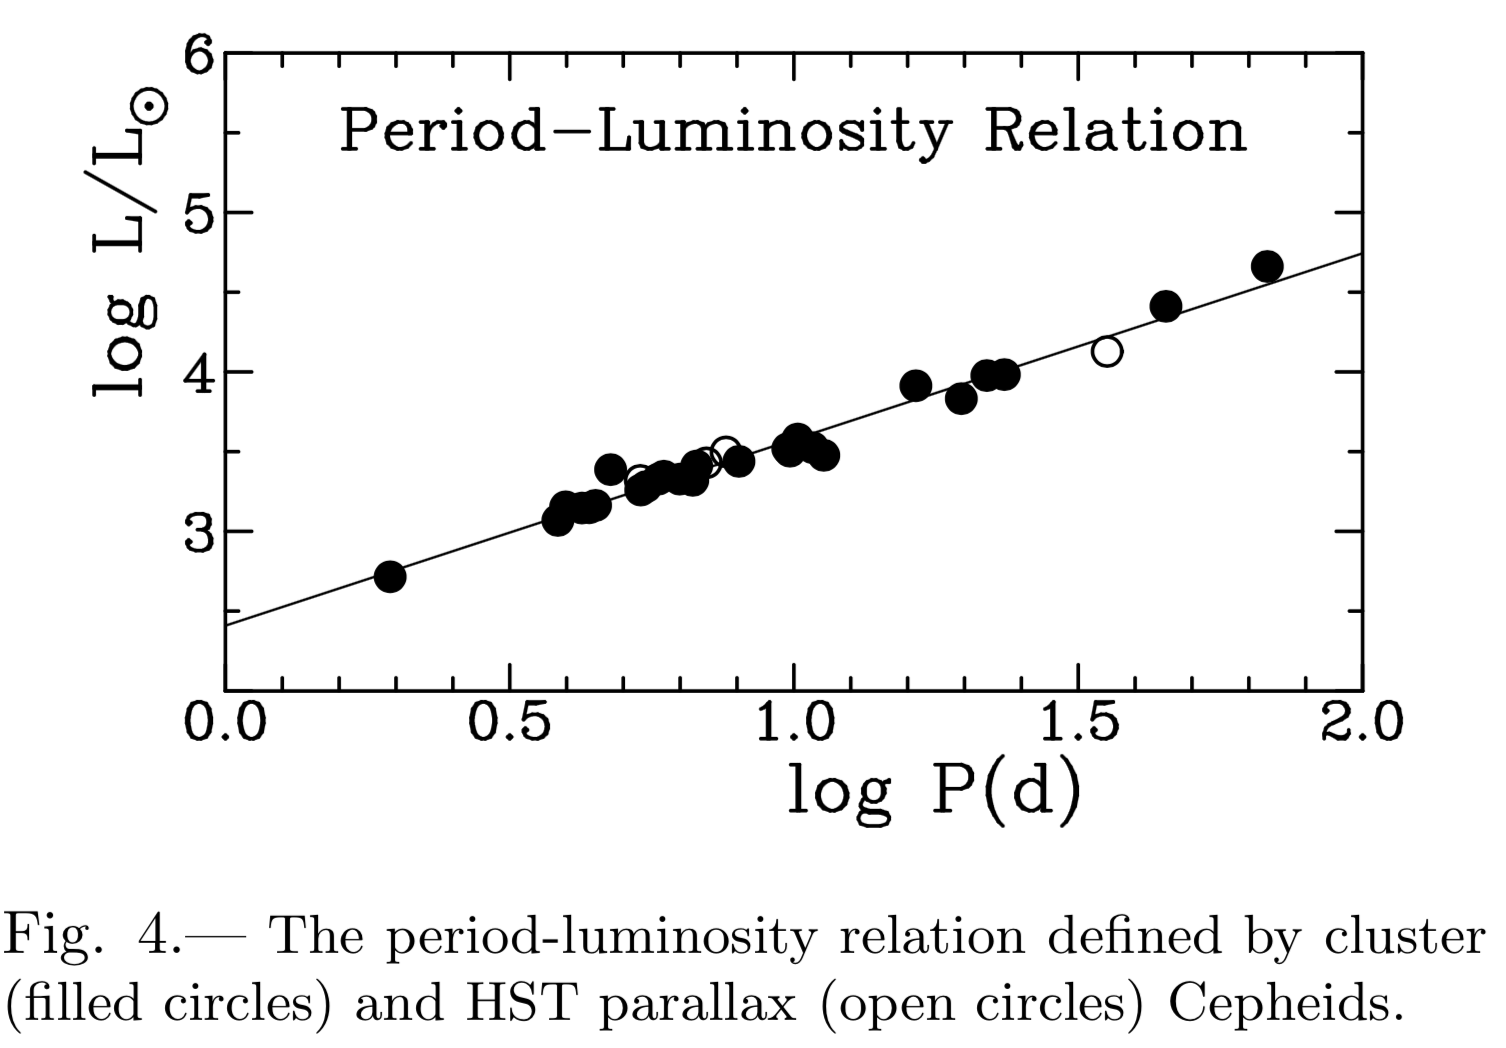 6
Period–Luminosity Relation
log L/L⊙
5
4
3
0.0 0.5 1.0 1.5 2.0
log P(d)
Fig. 4.— The period-luminosity relation defined by cluster
(filled circles) and HST parallax (open circles) Cepheids.